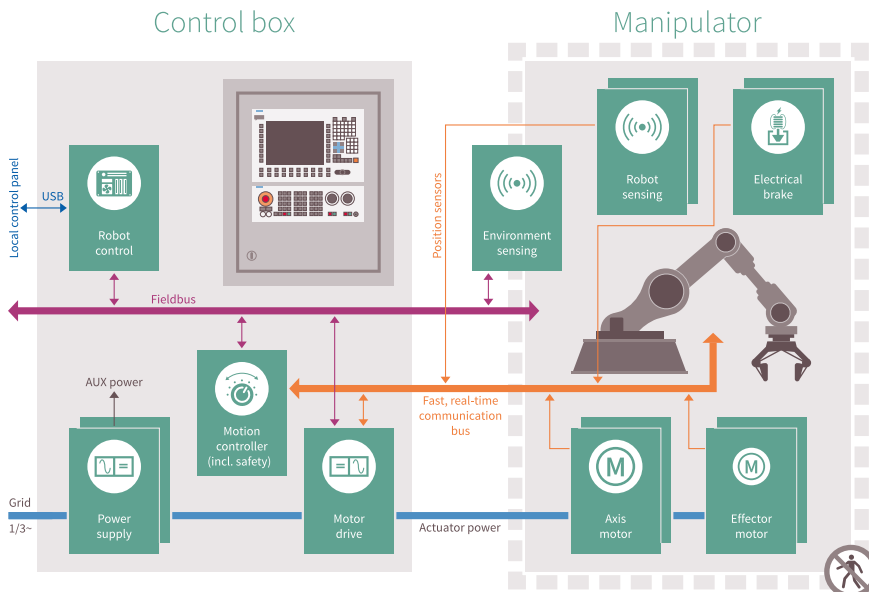 Control box
Manipulator
Local control panel
USB
Robot
control
Position sensors
Environment
sensing
Robot
sensing
Electrical
brake
Fieldbus
AUX power
Motion
controller
(incl. safety)
Fast, real-time
communication
bus
Grid
1/3~
Power
supply
Motor
drive
Actuator power
M
Axis
motor
M
Effector
motor